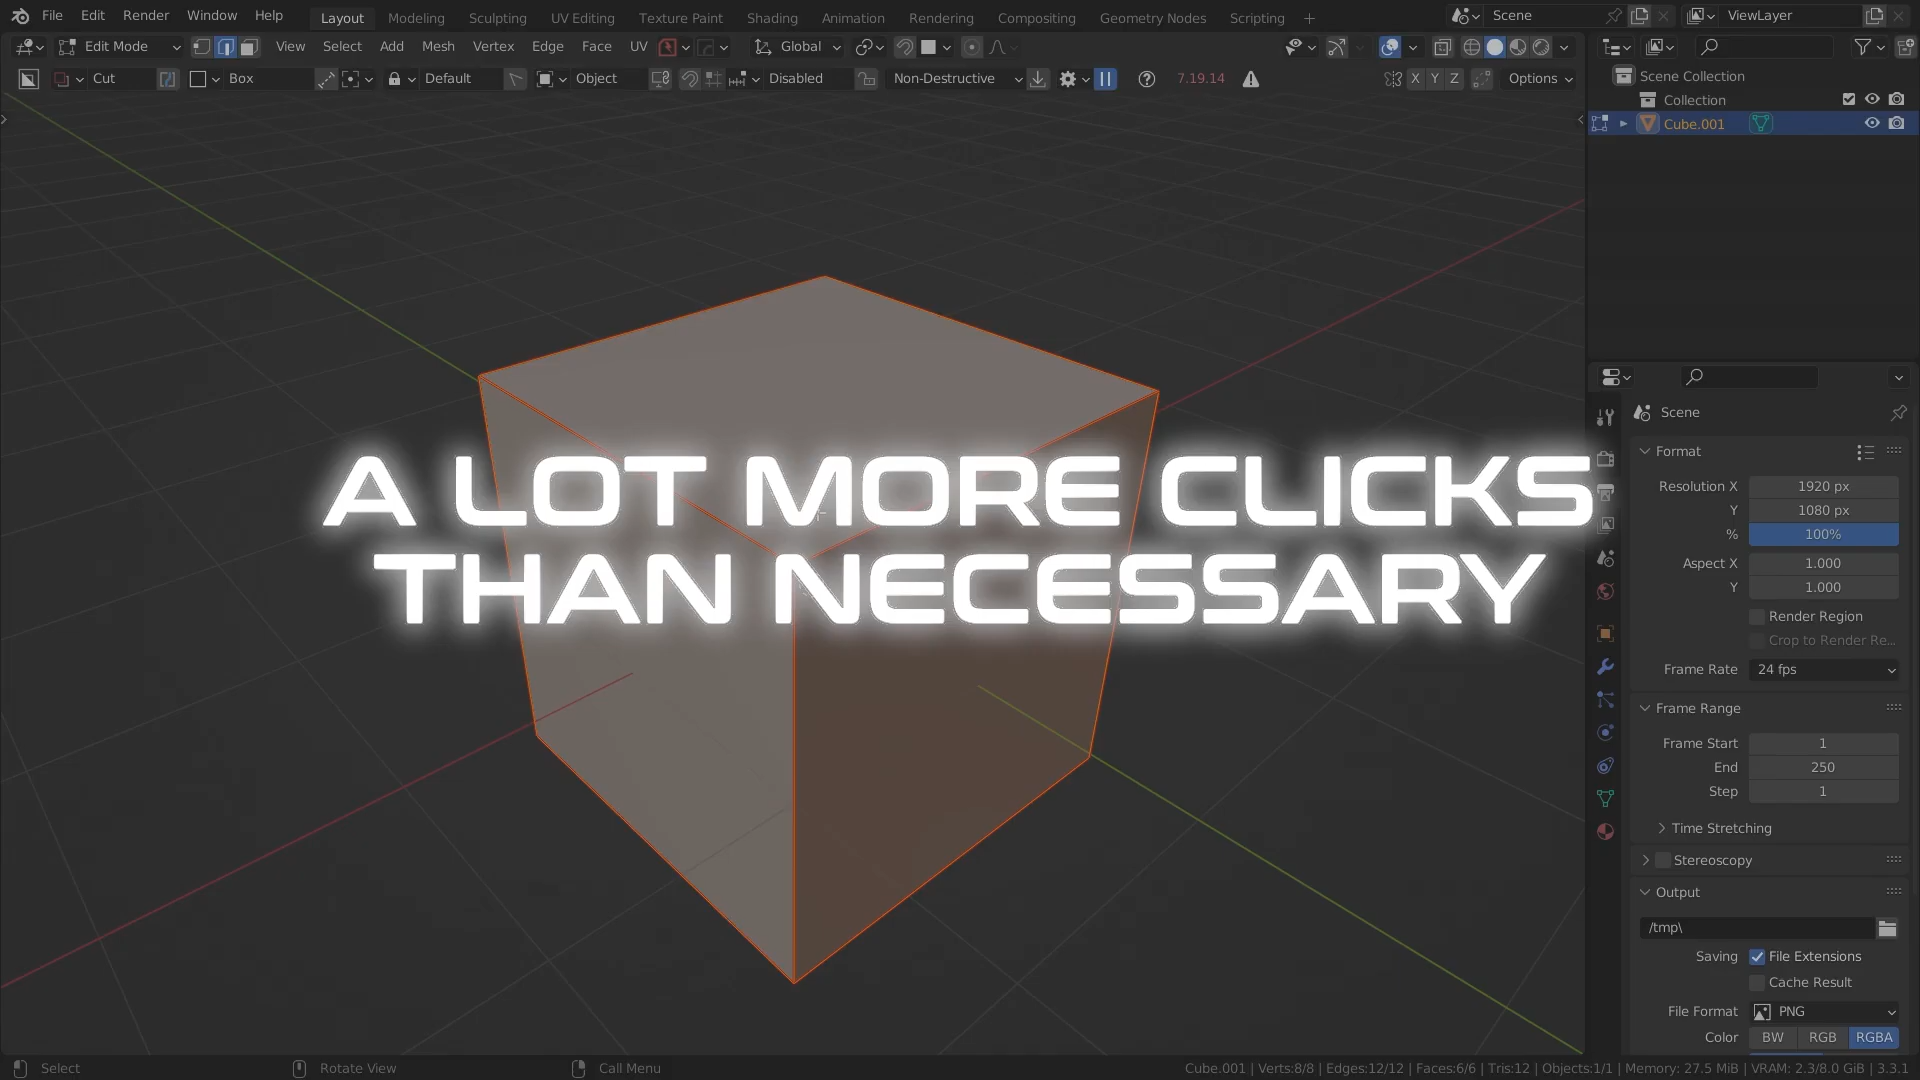 File Edit Render Window Help Layout Modeling Sculpting UV Editing Texture Paint Shading Animation Rendering Compositing Geometry Nodes Scripting + Scene ViewLayer
Edit Mode View Select Add Mesh Vertex Edge Face UV Global
Cut Box Default Object Disabled Non-Destructive 7.19.14 X Y Z Options
Scene Collection
Collection
Cube.001
Scene
Format
Resolution X 1920 px
Y 1080 px
% 100%
Aspect X 1.000
Y 1.000
Render Region
Crop to Render Re...
Frame Rate 24 fps
Frame Range
Frame Start 1
End 250
Step 1
Time Stretching
Stereoscopy
Output
/tmp\
Saving File Extensions
Cache Result
File Format PNG
Color BW RGB RGBA
A LOT MORE CLICKS
THAN NECESSARY
Select Rotate View Call Menu Cube.001 | Verts:8/8 | Edges:12/12 | Faces:6/6 | Tris:12 | Objects:1/1 | Memory: 27.5 MiB | VRAM: 2.3/8.0 GiB | 3.3.1